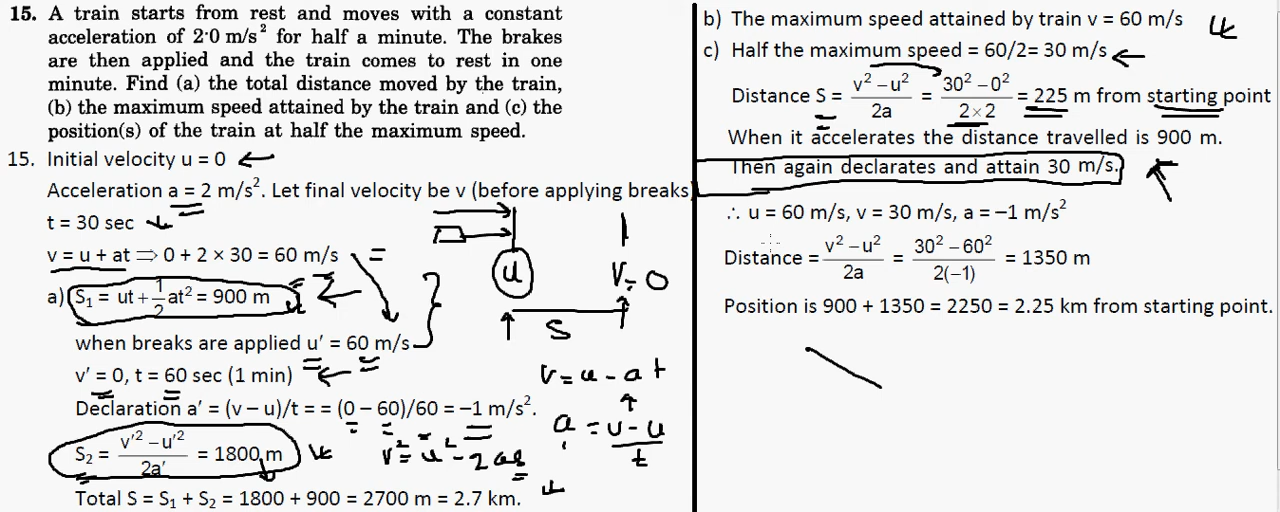 15. A train starts from rest and moves with a constant
acceleration of 2·0 m/s² for half a minute. The brakes
are then applied and the train comes to rest in one
minute. Find (a) the total distance moved by the train,
(b) the maximum speed attained by the train and (c) the
position(s) of the train at half the maximum speed.
15. Initial velocity u = 0
Acceleration a = 2 m/s². Let final velocity be v (before applying breaks)
t = 30 sec
v = u + at ⇒ 0 + 2 × 30 = 60 m/s
a) S₁ = ut + 1/2 at² = 900 m
when breaks are applied u′ = 60 m/s
v′ = 0, t = 60 sec (1 min)
Declaration a′ = (v – u)/t = = (0 – 60)/60 = –1 m/s².
S₂ = (v′² – u′²)/2a′ = 1800 m
Total S = S₁ + S₂ = 1800 + 900 = 2700 m = 2.7 km.
u
V = 0
S
v = u - at
a = v - u / t
v² = u² - 2as
b) The maximum speed attained by train v = 60 m/s
c) Half the maximum speed = 60/2= 30 m/s
Distance S = (v² – u²)/2a = (30² – 0²)/(2×2) = 225 m from starting point
When it accelerates the distance travelled is 900 m.
Then again declarates and attain 30 m/s.
∴ u = 60 m/s, v = 30 m/s, a = –1 m/s²
Distance = (v² – u²)/2a = (30² – 60²)/2(–1) = 1350 m
Position is 900 + 1350 = 2250 = 2.25 km from starting point.